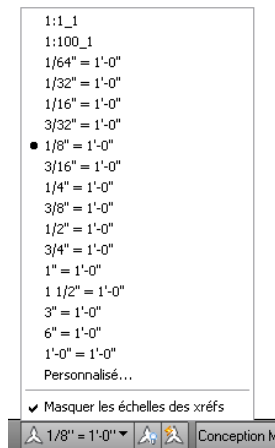 1:1_1
1:100_1
1/64" = 1'-0"
1/32" = 1'-0"
1/16" = 1'-0"
3/32" = 1'-0"
1/8" = 1'-0"
3/16" = 1'-0"
1/4" = 1'-0"
3/8" = 1'-0"
1/2" = 1'-0"
3/4" = 1'-0"
1" = 1'-0"
1 1/2" = 1'-0"
3" = 1'-0"
6" = 1'-0"
1'-0" = 1'-0"
Personnalisé...
Masquer les échelles des xréfs
1/8" = 1'-0" Conception